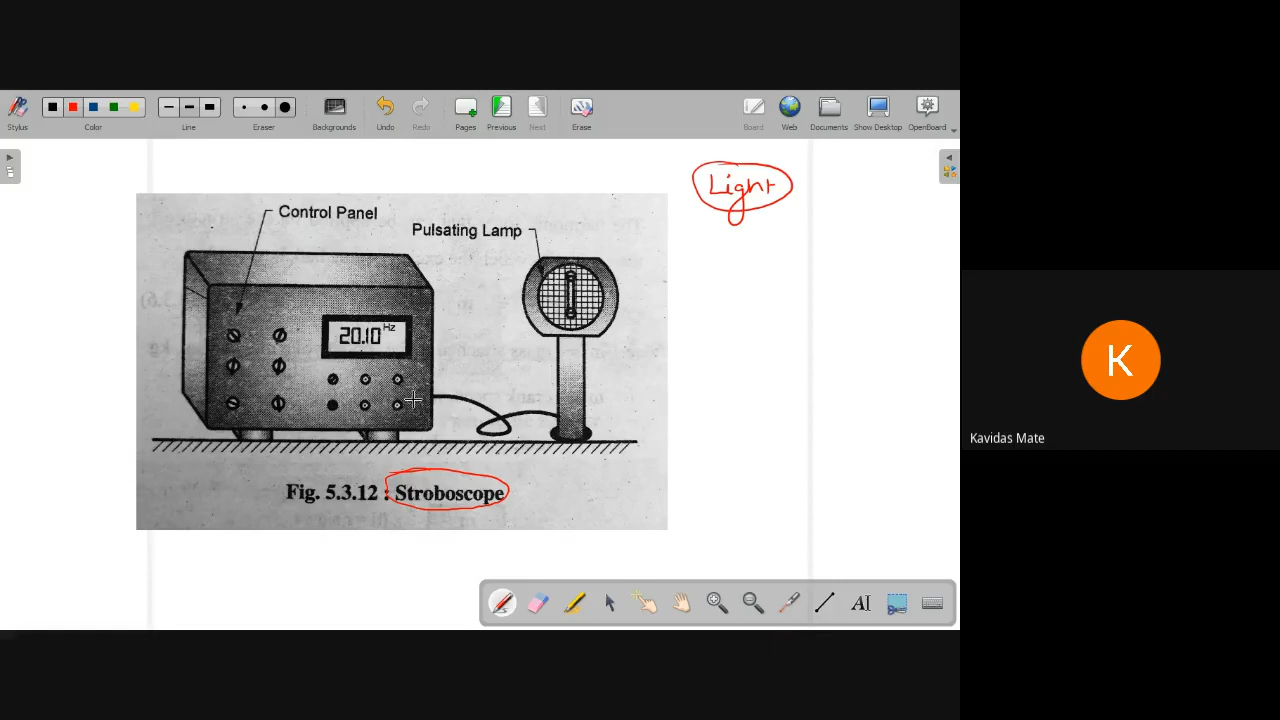 Stylus Color Line Eraser Backgrounds Undo Redo Pages Previous Next Erase Board Web Documents Show Desktop OpenBoard
Light
Control Panel
Pulsating Lamp
20.10 Hz
Fig. 5.3.12 : Stroboscope
AI
K
Kavidas Mate